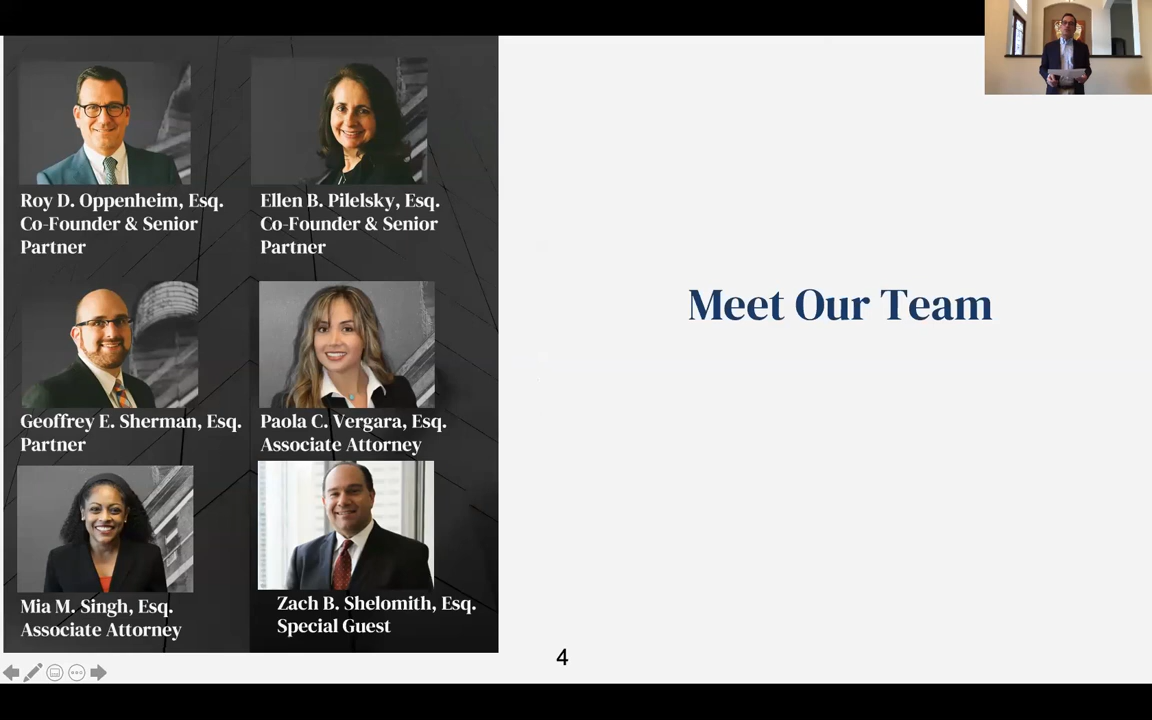 Roy D. Oppenheim, Esq.
Co-Founder & Senior
Partner
Ellen B. Pilelsky, Esq.
Co-Founder & Senior
Partner
Meet Our Team
Geoffrey E. Sherman, Esq.
Partner
Paola C. Vergara, Esq.
Associate Attorney
Mia M. Singh, Esq.
Associate Attorney
Zach B. Shelomith, Esq.
Special Guest
4